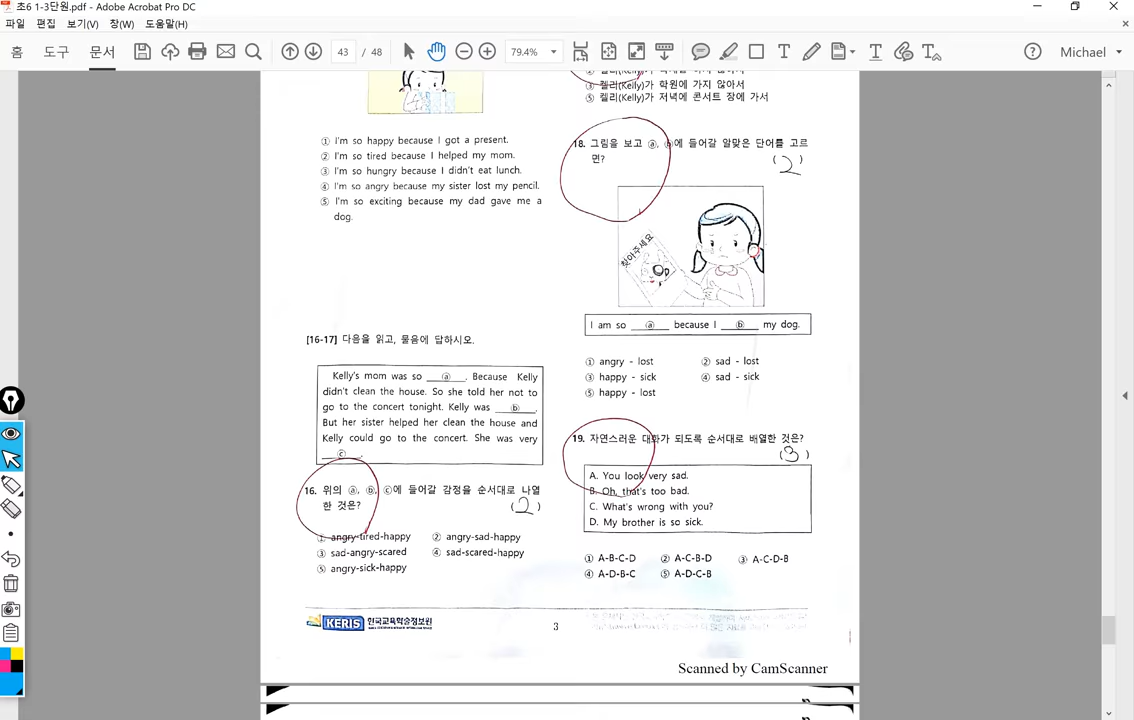 초6 1-3단원.pdf - Adobe Acrobat Pro DC
파일 편집 보기(V) 창(W) 도움말(H)
홈 도구 문서 43 / 48 79.4% Michael
① I'm so happy because I got a present.
② I'm so tired because I helped my mom.
③ I'm so hungry because I didn't eat lunch.
④ I'm so angry because my sister lost my pencil.
⑤ I'm so exciting because my dad gave me a
dog.
[16-17] 다음을 읽고, 물음에 답하시오.
Kelly's mom was so ⓐ. Because Kelly
didn't clean the house. So she told her not to
go to the concert tonight. Kelly was ⓑ.
But her sister helped her clean the house and
Kelly could go to the concert. She was very
ⓒ.
16. 위의 ⓐ, ⓑ, ⓒ에 들어갈 감정을 순서대로 나열
한 것은? (2)
① angry-tired-happy ② angry-sad-happy
③ sad-angry-scared ④ sad-scared-happy
⑤ angry-sick-happy
③ 켈리(Kelly)가 학원에 가지 않아서
⑤ 켈리(Kelly)가 저녁에 콘서트 장에 가서
18. 그림을 보고 ⓐ, ⓑ에 들어갈 알맞은 단어를 고르
면? (2)
찾아주세요
I am so ⓐ because I ⓑ my dog.
① angry - lost ② sad - lost
③ happy - sick ④ sad - sick
⑤ happy - lost
19. 자연스러운 대화가 되도록 순서대로 배열한 것은?
(3)
A. You look very sad.
B. Oh, that's too bad.
C. What's wrong with you?
D. My brother is so sick.
① A-B-C-D ② A-C-B-D ③ A-C-D-B
④ A-D-B-C ⑤ A-D-C-B
KERIS 한국교육학술정보원
3
Scanned by CamScanner